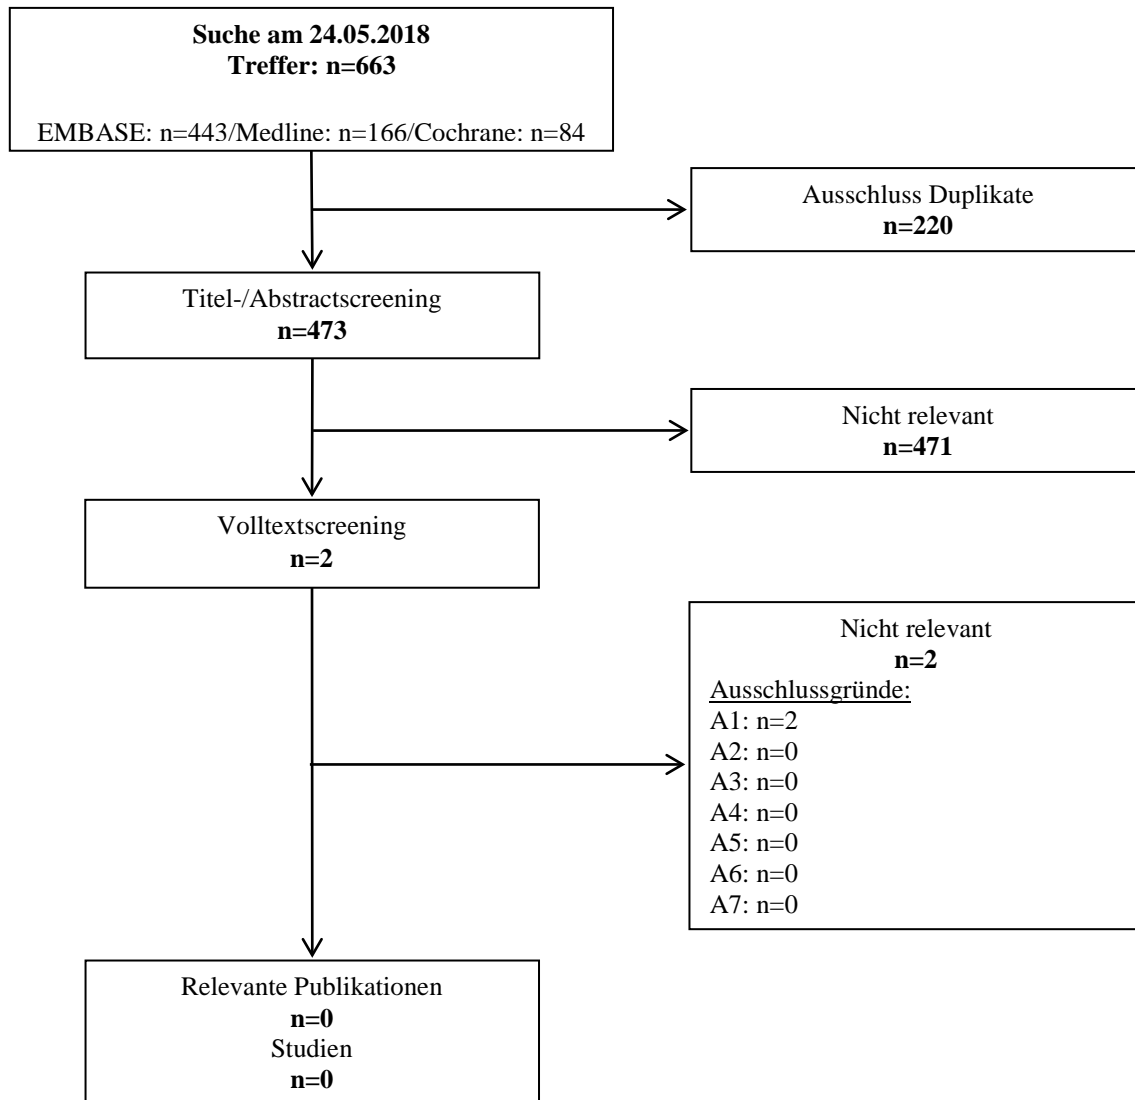 Suche am 24.05.2018
Treffer: n=663
EMBASE: n=443/Medline: n=166/Cochrane: n=84
Ausschluss Duplikate
n=220
Titel-/Abstractscreening
n=473
Nicht relevant
n=471
Volltextscreening
n=2
Nicht relevant
n=2
Ausschlussgründe:
A1: n=2
A2: n=0
A3: n=0
A4: n=0
A5: n=0
A6: n=0
A7: n=0
Relevante Publikationen
n=0
Studien
n=0